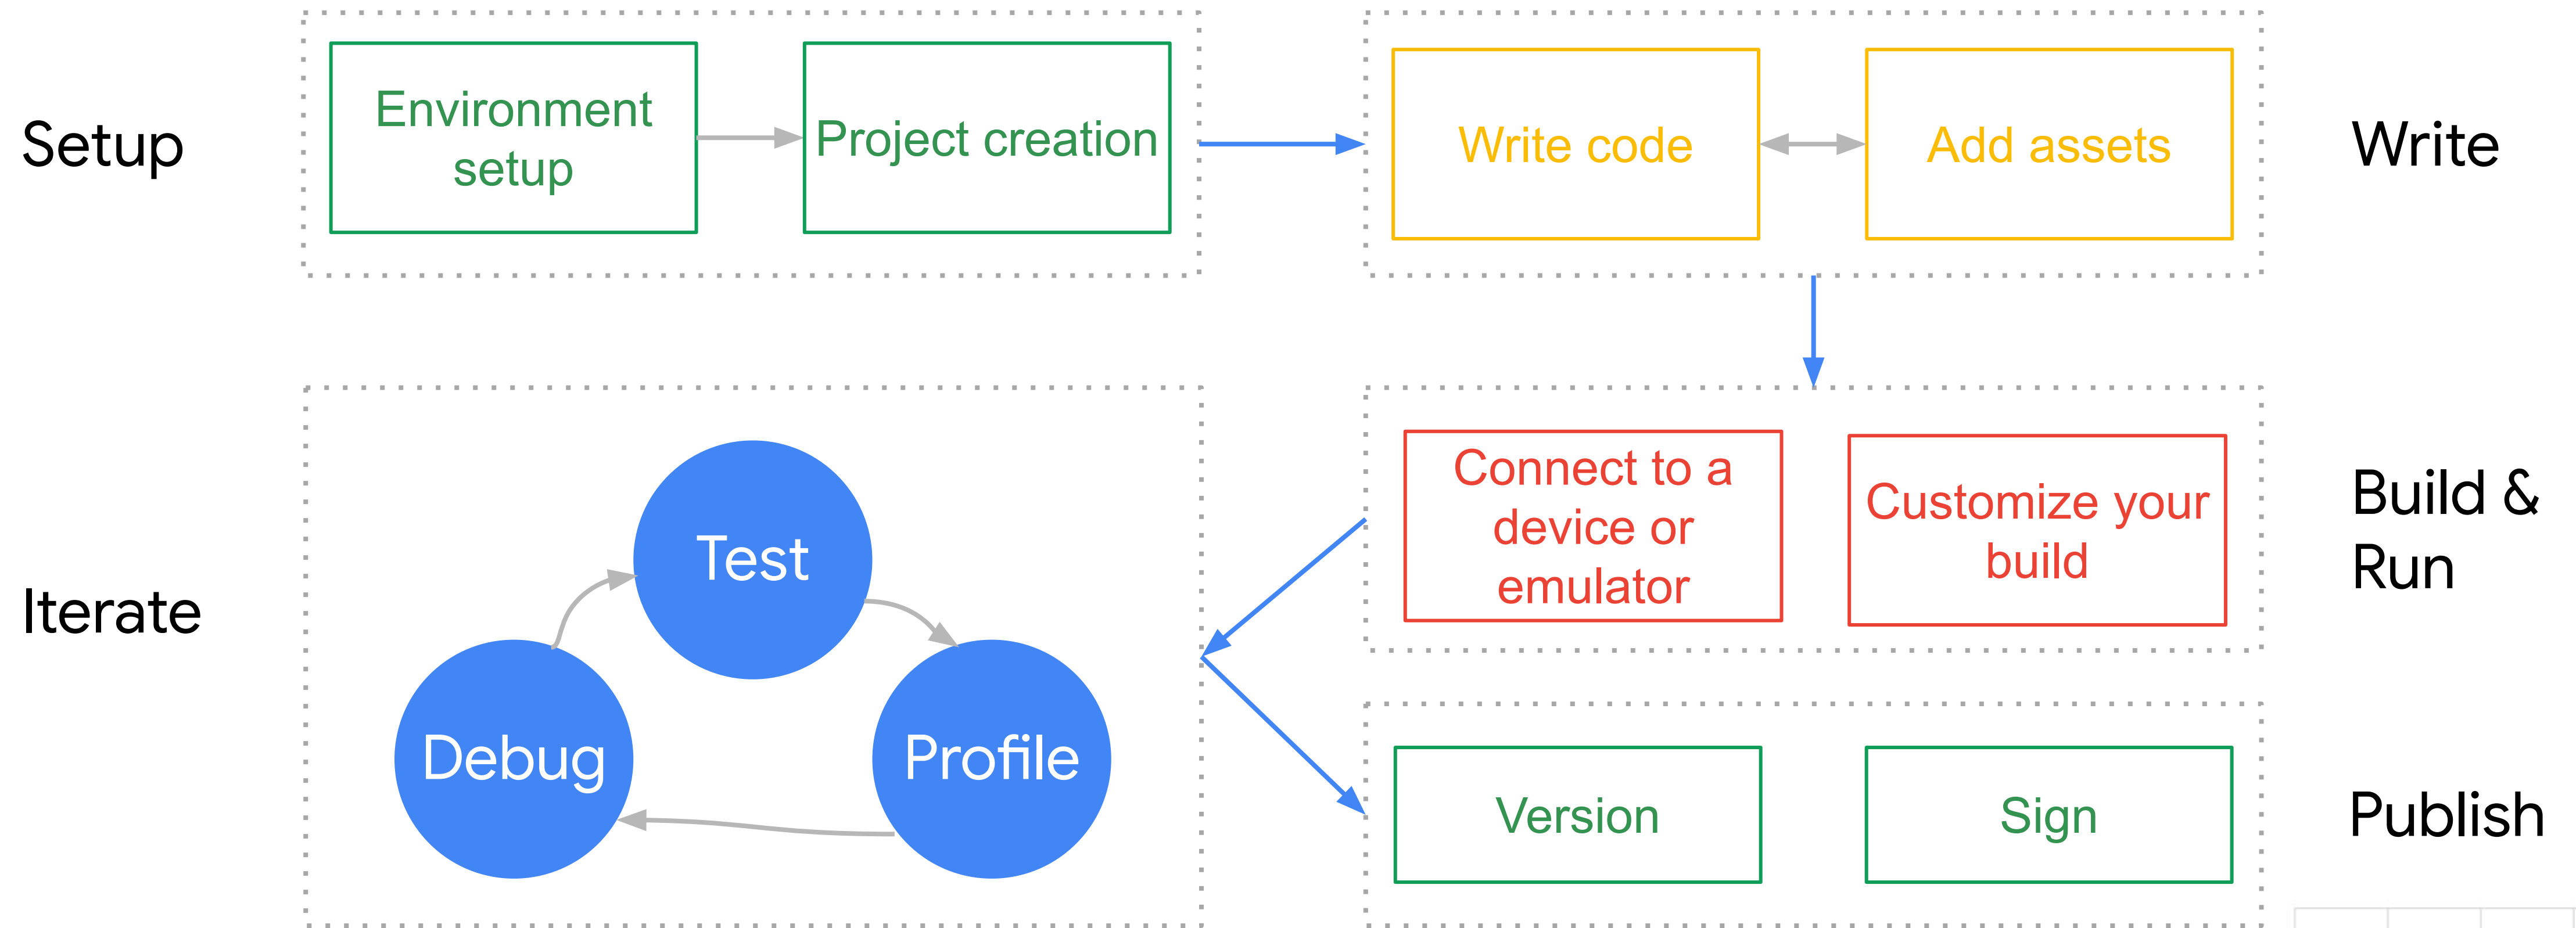 Setup
Environment
setup
Project creation
Write code
Add assets
Write
Iterate
Test
Debug
Profile
Connect to a
device or
emulator
Customize your
build
Build &
Run
Version
Sign
Publish